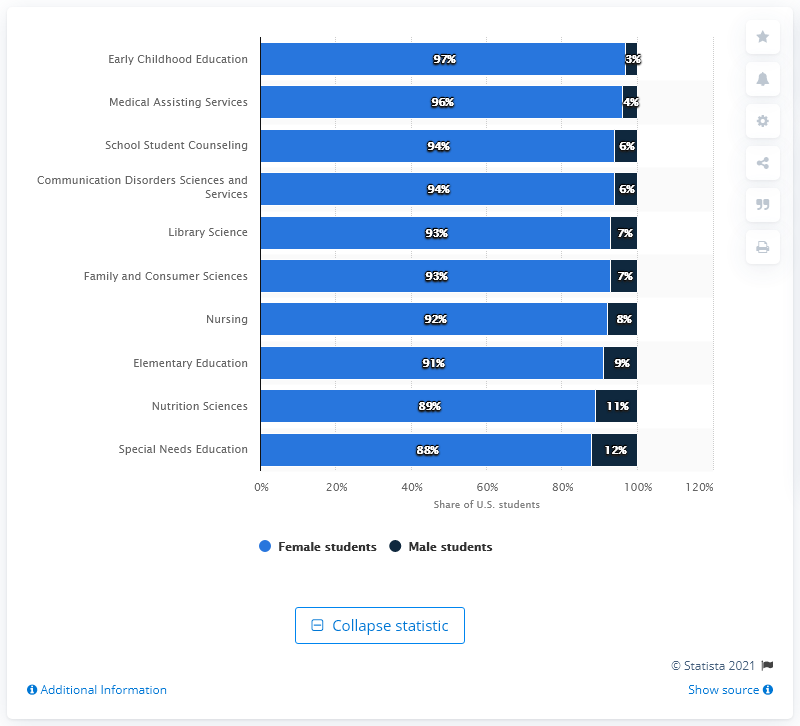 Early Childhood Education 97% 3%
Medical Assisting Services 96% 4%
School Student Counseling 94% 6%
Communication Disorders Sciences and
Services 94% 6%
Library Science 93% 7%
Family and Consumer Sciences 93% 7%
Nursing 92% 8%
Elementary Education 91% 9%
Nutrition Sciences 89% 11%
Special Needs Education 88% 12%
0% 20% 40% 60% 80% 100% 120%
Share of U.S. students
Female students Male students
Collapse statistic
© Statista 2021
Additional Information Show source